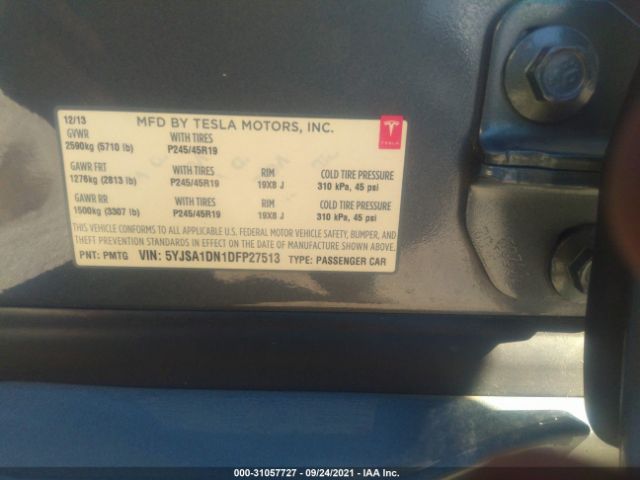 12/13 MFD BY TESLA MOTORS, INC.
GVWR WITH TIRES TESLA
2590kg (5710 lb) P245/45R19
GAWR FRT WITH TIRES RIM COLD TIRE PRESSURE
1276kg (2813 lb) P245/45R19 19X8 J 310 kPa, 45 psi
GAWR RR WITH TIRES RIM COLD TIRE PRESSURE
1500kg (3307 lb) P245/45R19 19X8 J 310 kPa, 45 psi
THIS VEHICLE CONFORMS TO ALL FEDERAL MOTOR VEHICLE SAFETY, BUMPER, AND
THEFT PREVENTION STANDARDS IN EFFECT ON THE DATE OF MANUFACTURE SHOWN ABOVE.
PNT: PMTG VIN: 5YJSA1DN1DFP27513 TYPE: PASSENGER CAR
000-31057727 - 09/24/2021 - IAA Inc.